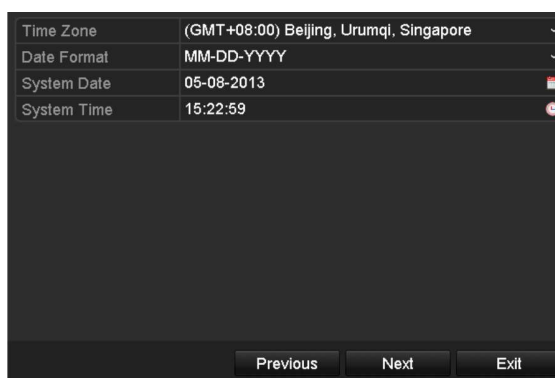 Time Zone (GMT+08:00) Beijing, Urumqi, Singapore
Date Format MM-DD-YYYY
System Date 05-08-2013
System Time 15:22:59
Previous Next Exit